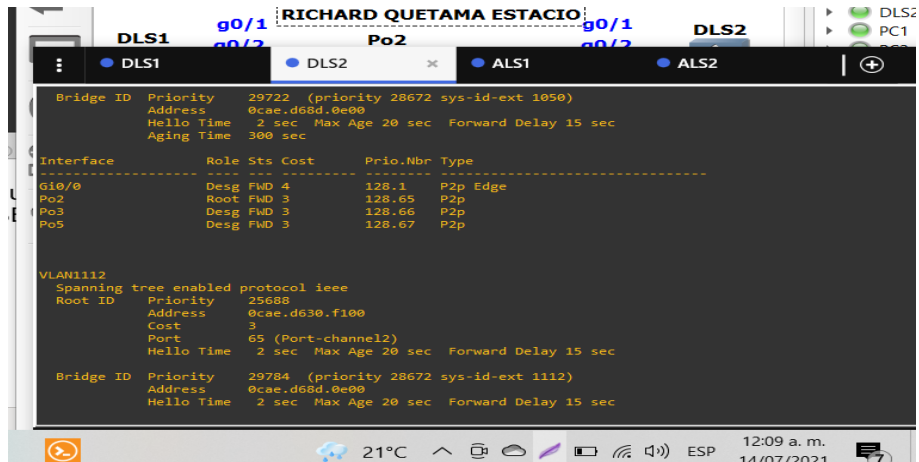 RICHARD QUETAMA ESTACIO
g0/1 g0/1
DLS1 Po2 DLS2
g0/2 g0/2
DLS2
PC1
DLS1 DLS2 × ALS1 ALS2
Bridge ID Priority 29722 (priority 28672 sys-id-ext 1050)
Address 0cae.d68d.0e00
Hello Time 2 sec Max Age 20 sec Forward Delay 15 sec
Aging Time 300 sec
Interface Role Sts Cost Prio.Nbr Type
------------------- ---- --- --------- -------- --------------------------------
Gi0/0 Desg FWD 4 128.1 P2p Edge
Po2 Root FWD 3 128.65 P2p
Po3 Desg FWD 3 128.66 P2p
Po5 Desg FWD 3 128.67 P2p
VLAN1112
Spanning tree enabled protocol ieee
Root ID Priority 25688
Address 0cae.d630.f100
Cost 3
Port 65 (Port-channel2)
Hello Time 2 sec Max Age 20 sec Forward Delay 15 sec
Bridge ID Priority 29784 (priority 28672 sys-id-ext 1112)
Address 0cae.d68d.0e00
Hello Time 2 sec Max Age 20 sec Forward Delay 15 sec
21°C ESP 12:09 a. m.
14/07/2021
7